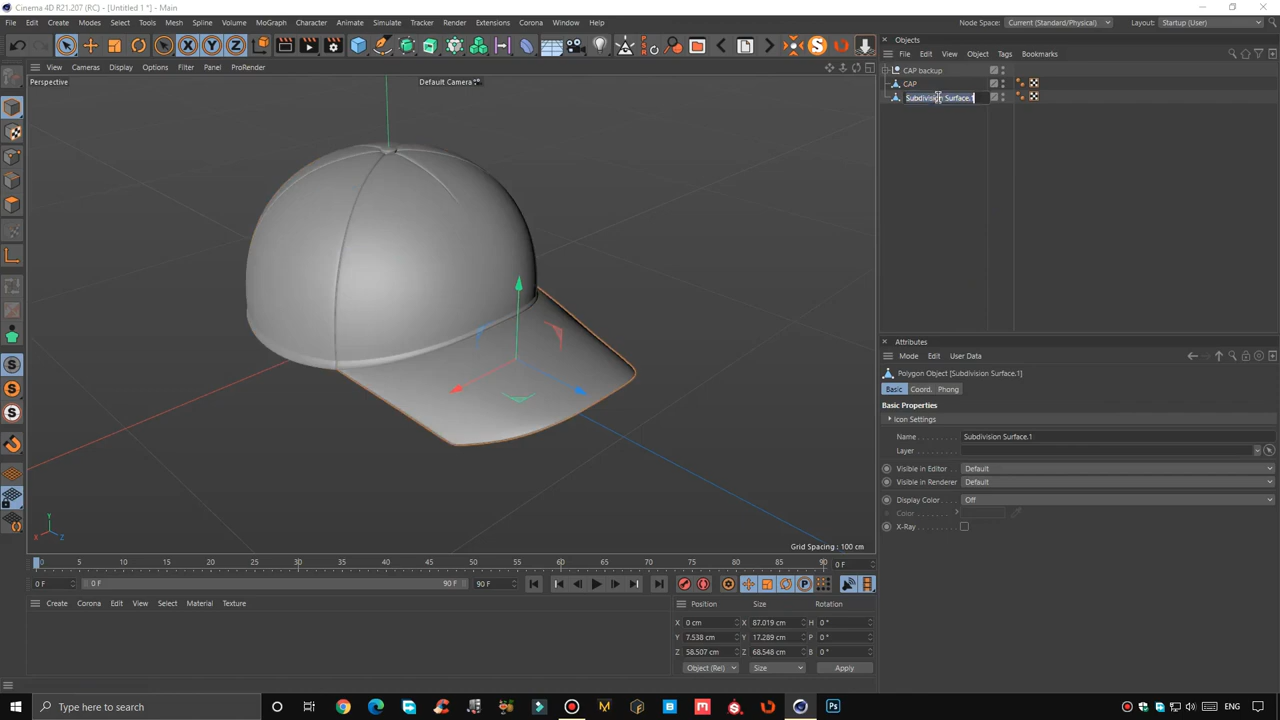 Cinema 4D R21.207 (RC) - [Untitled 1 *] - Main
File Edit Create Modes Select Tools Mesh Spline Volume MoGraph Character Animate Simulate Tracker Render Extensions Corona Window Help
Node Space: Current (Standard/Physical) Layout: Startup (User)
X Y Z
View Cameras Display Options Filter Panel ProRender
Perspective
Default Camera
Y
X Z
Grid Spacing : 100 cm
0 5 10 15 20 25 30 35 40 45 50 55 60 65 70 75 80 85 90 0 F
0 F 0 F 90 F 90 F
Create Corona Edit View Select Material Texture
Position Size Rotation
X 0 cm X 87.019 cm H 0 °
Y 7.538 cm Y 17.289 cm P 0 °
Z 58.507 cm Z 68.548 cm B 0 °
Object (Rel) Size Apply
Objects
File Edit View Object Tags Bookmarks
CAP backup
CAP
Subdivision Surface.1
Attributes
Mode Edit User Data
Polygon Object [Subdivision Surface.1]
Basic Coord. Phong
Basic Properties
Icon Settings
Name Subdivision Surface.1
Layer
Visible in Editor Default
Visible in Renderer Default
Display Color Off
Color
X-Ray
Type here to search
ENG